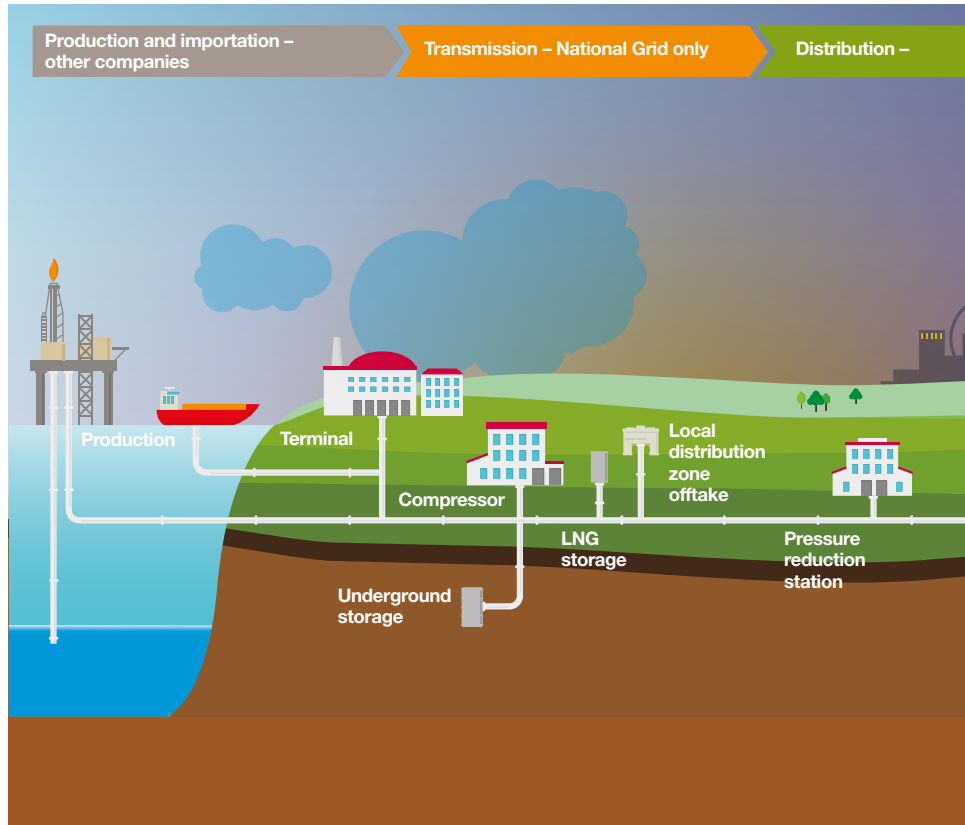 Production and importation –
other companies
Transmission – National Grid only
Distribution –
Production
Terminal
Local
distribution
zone
offtake
Compressor
LNG
storage
Pressure
reduction
station
Underground
storage